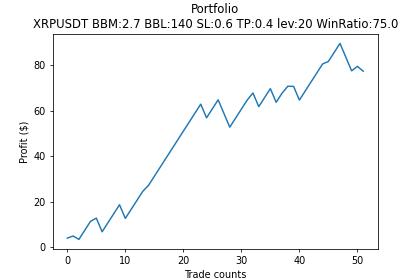 Portfolio
XRPUSDT BBM:2.7 BBL:140 SL:0.6 TP:0.4 lev:20 WinRatio:75.0
80
60
40
20
0
Profit ($)
0 10 20 30 40 50
Trade counts